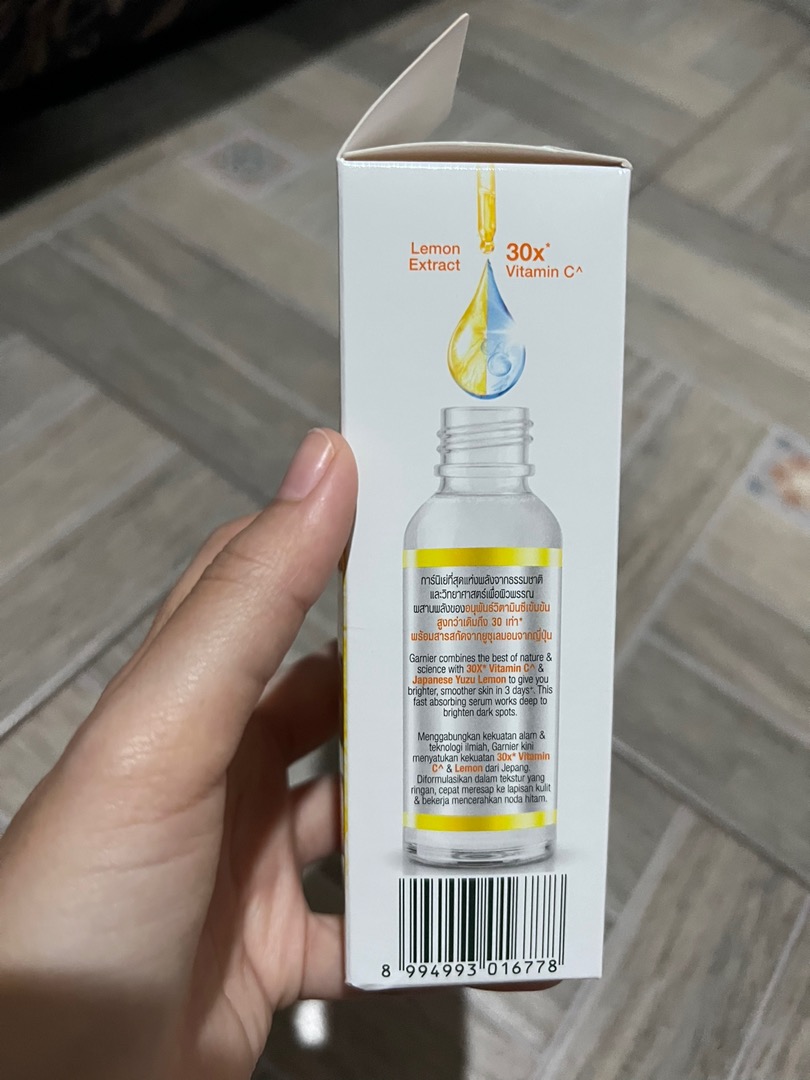 Lemon
Extract
30x*
Vitamin C^
การ์นิเย่ที่สุดแห่งพลังจากธรรมชาติ
และวิทยาศาสตร์เพื่อผิวพรรณ
ผสานพลังของอนุพันธ์วิตามินซีเข้มข้น
สูงกว่าเดิมถึง 30 เท่า*
พร้อมสารสกัดจากยูซุเลมอนจากญี่ปุ่น
Garnier combines the best of nature &
science with 30X* Vitamin C^ &
Japanese Yuzu Lemon to give you
brighter, smoother skin in 3 days+. This
fast absorbing serum works deep to
brighten dark spots.
Menggabungkan kekuatan alam &
teknologi ilmiah, Garnier kini
menyatukan kekuatan 30x* Vitamin
C^ & Lemon dari Jepang.
Diformulasikan dalam tekstur yang
ringan, cepat meresap ke lapisan kulit
& bekerja mencerahkan noda hitam.
8 994993 016778